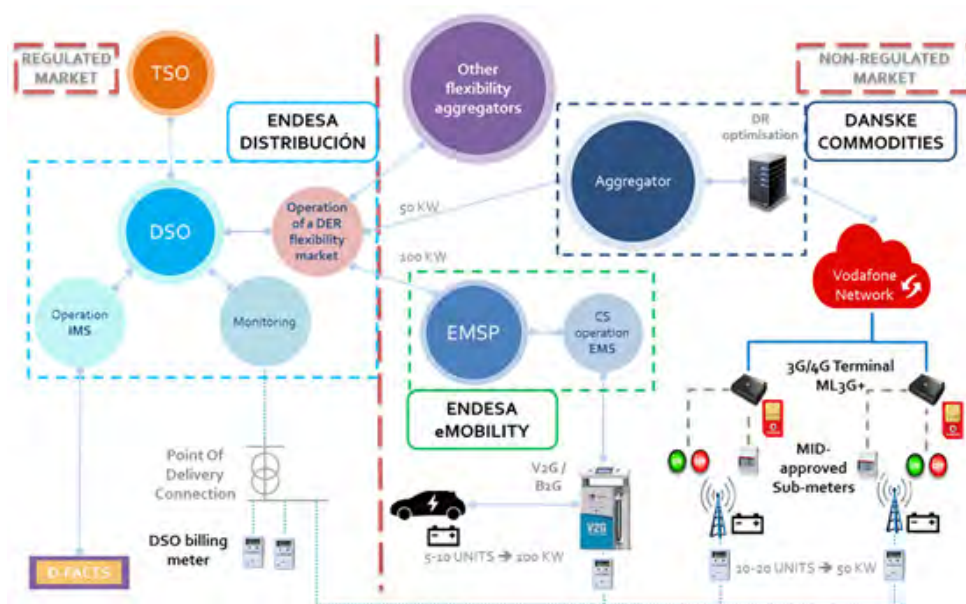 REGULATED
MARKET
TSO
ENDESA
DISTRIBUCIÓN
Other
flexibility
aggregators
NON-REGULATED
MARKET
DR
optimisation
DANSKE
COMMODITIES
Aggregator
DSO
Operation
of a DER
flexibility
market
50 KW
100 KW
Operation
IMS
Monitoring
EMSP
CS
operation
EMS
ENDESA
eMOBILITY
Vodafone
Network
3G/4G Terminal
ML3G+
MID-
approved
Sub-meters
Point Of
Delivery
Connection
V2G /
B2G
V2G
DSO billing
meter
5-10 UNITS → 100 KW
10-20 UNITS → 50 KW
D-FACTS